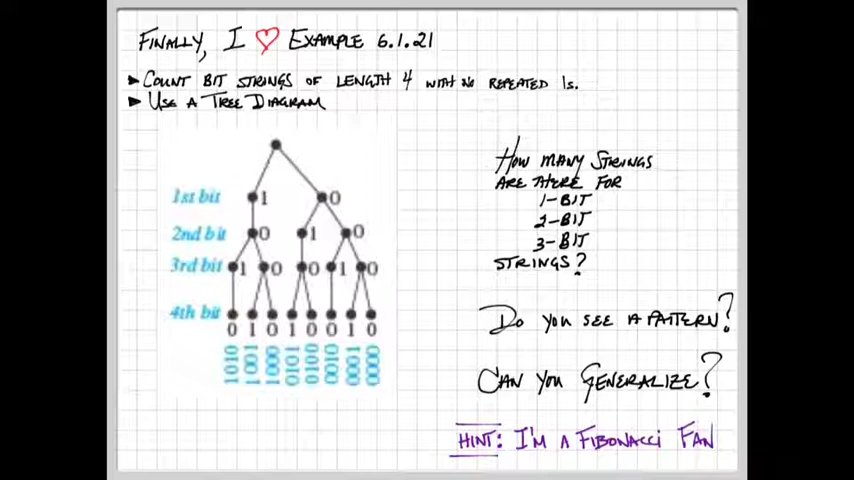 FINALLY, I ♡ EXAMPLE 6.1.21
► COUNT BIT STRINGS OF LENGTH 4 WITH NO REPEATED 1s.
► USE A TREE DIAGRAM
1st bit 1 0
2nd bit 0 1 0
3rd bit 1 0 0 1 0
4th bit
0 1 0 1 0 0 1 0
1010 1001 1000 0101 0100 0010 0001 0000
HOW MANY STRINGS
ARE THERE FOR
1-BIT
2-BIT
3-BIT
STRINGS?
DO YOU SEE A PATTERN?
CAN YOU GENERALIZE?
HINT: I'M A FIBONACCI FAN